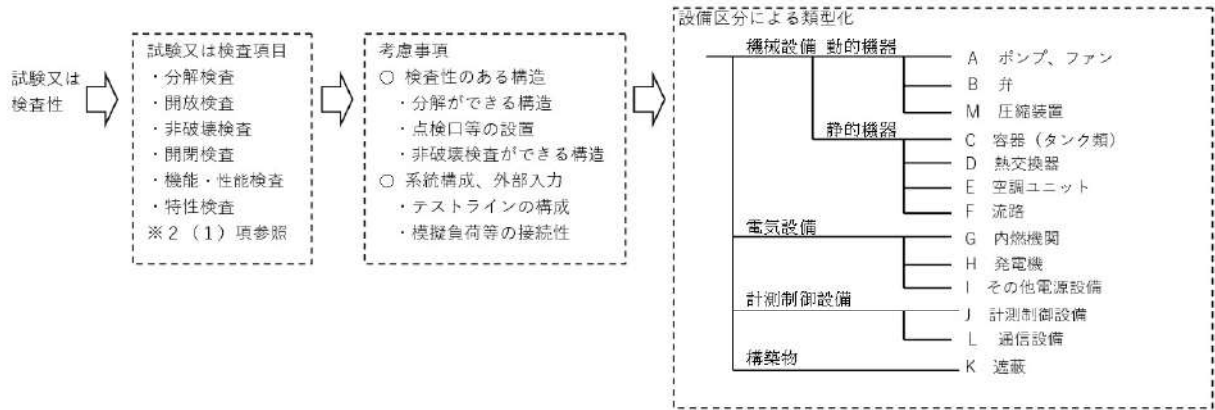 試験又は
検査性
試験又は検査項目
・分解検査
・開放検査
・非破壊検査
・開閉検査
・機能・性能検査
・特性検査
※2 (1) 項参照
考慮事項
○ 検査性のある構造
・分解ができる構造
・点検口等の設置
・非破壊検査ができる構造
○ 系統構成、外部入力
・テストラインの構成
・模擬負荷等の接続性
設備区分による類型化
機械設備 動的機器
A ポンプ、ファン
B 弁
M 圧縮装置
静的機器
C 容器(タンク類)
D 熱交換器
E 空調ユニット
F 流路
電気設備
G 内燃機関
H 発電機
I その他電源設備
計測制御設備
J 計測制御設備
L 通信設備
構築物
K 遮蔽